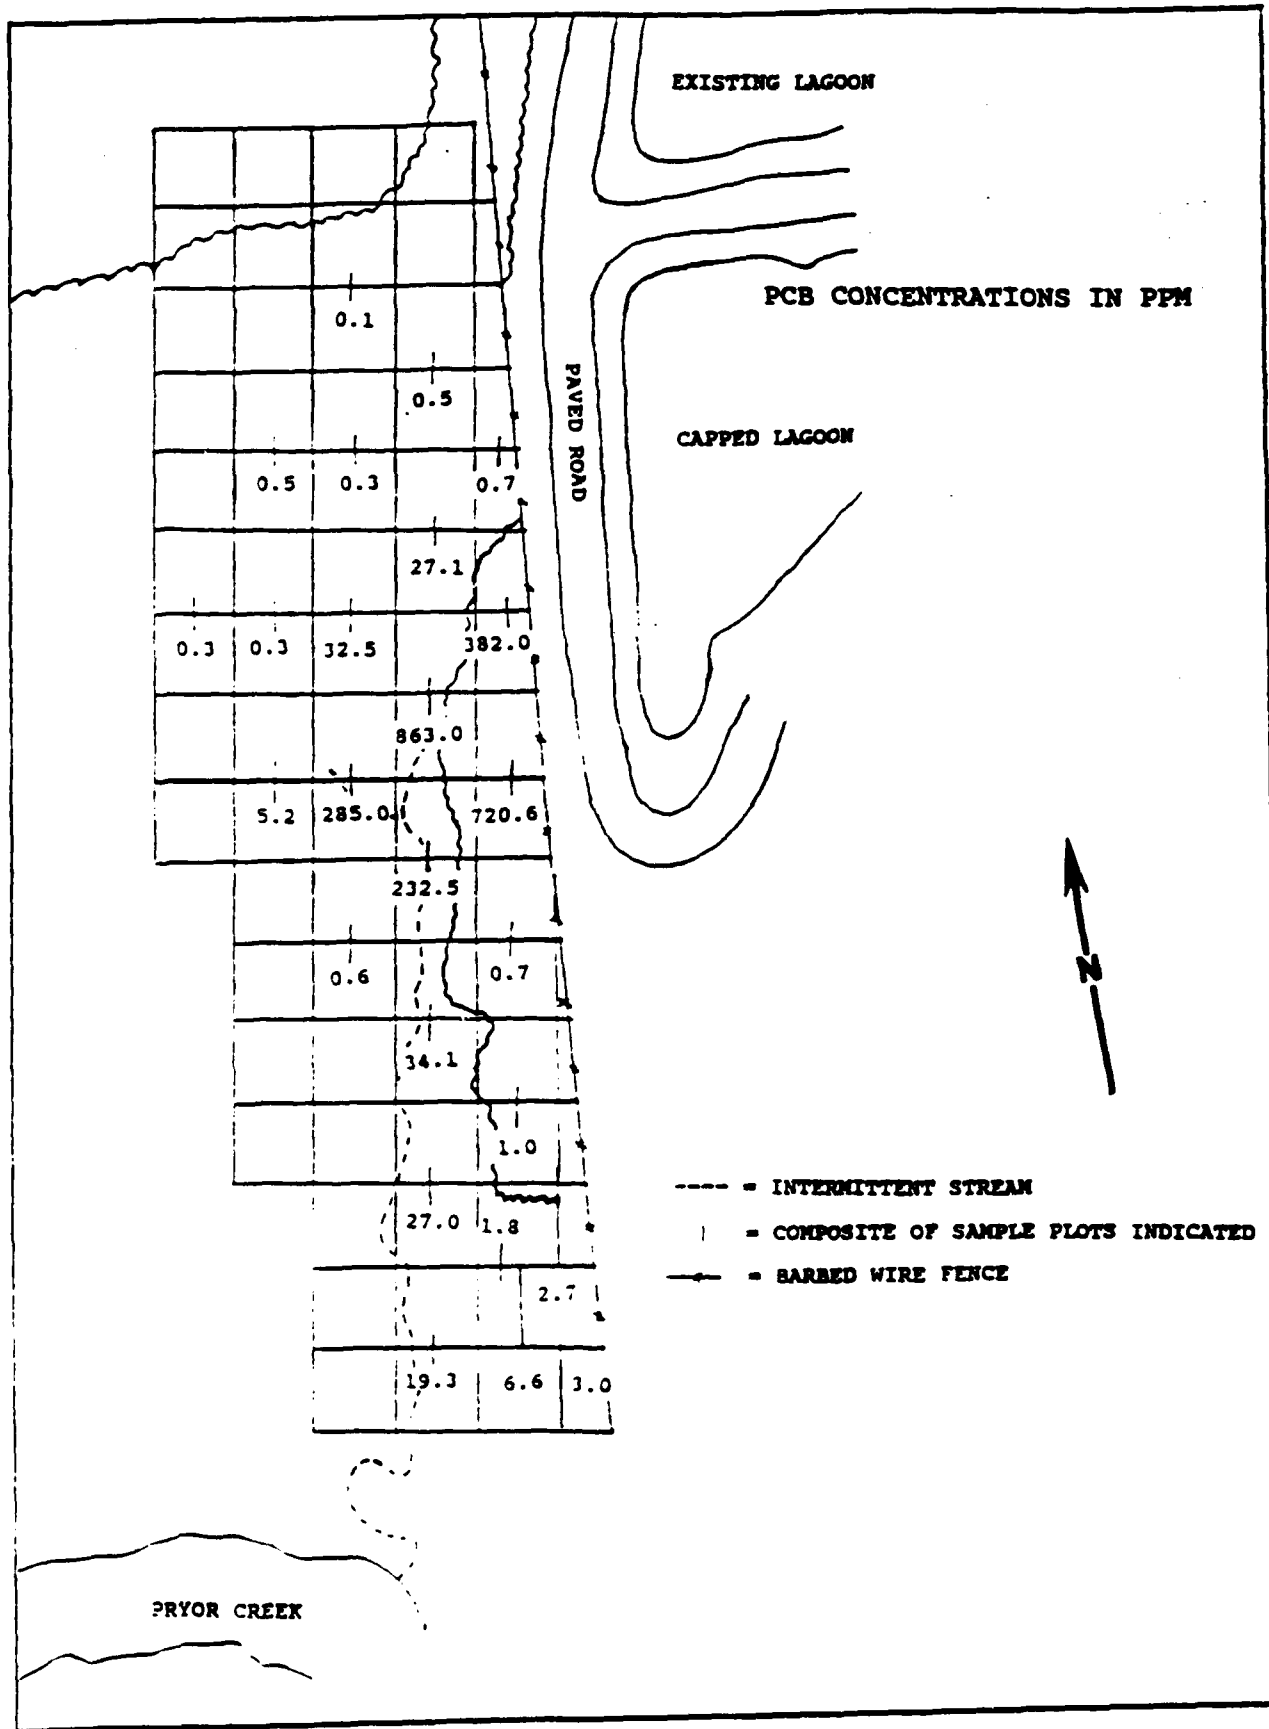 EXISTING LAGOON
PCB CONCENTRATIONS IN PPM
0.1
PAVED ROAD
0.5
CAPPED LAGOON
0.5 0.3 0.7
27.1
0.3 0.3 32.5 382.0
863.0
5.2 285.0 720.6
232.5
0.6 0.7
N
34.1
1.0
= INTERMITTENT STREAM
27.0 1.8
= COMPOSITE OF SAMPLE PLOTS INDICATED
= BARBED WIRE FENCE
2.7
19.3 6.6 3.0
PRYOR CREEK